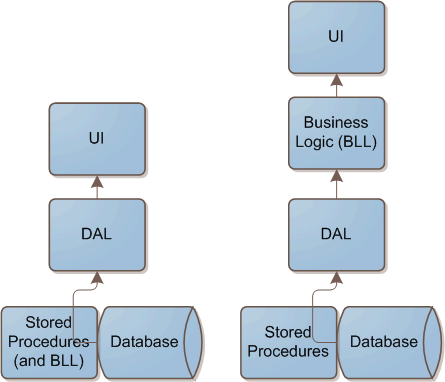 UI
DAL
Stored
Procedures
(and BLL)
Database
UI
Business
Logic (BLL)
DAL
Stored
Procedures
Database